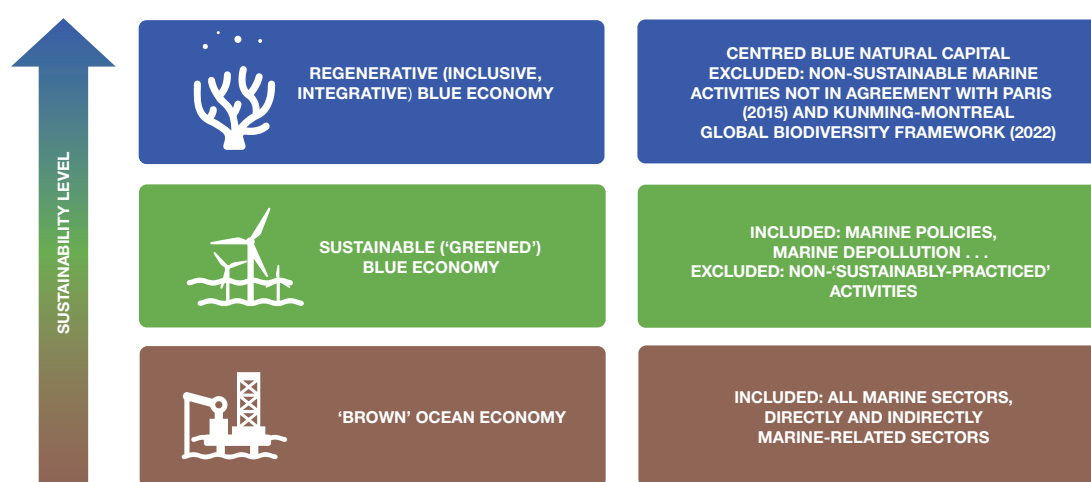 SUSTAINABILITY LEVEL
REGENERATIVE (INCLUSIVE,
INTEGRATIVE) BLUE ECONOMY
CENTRED BLUE NATURAL CAPITAL
EXCLUDED: NON-SUSTAINABLE MARINE
ACTIVITIES NOT IN AGREEMENT WITH PARIS
(2015) AND KUNMING-MONTREAL
GLOBAL BIODIVERSITY FRAMEWORK (2022)
SUSTAINABLE (‘GREENED’)
BLUE ECONOMY
INCLUDED: MARINE POLICIES,
MARINE DEPOLLUTION . . .
EXCLUDED: NON-‘SUSTAINABLY-PRACTICED’
ACTIVITIES
‘BROWN’ OCEAN ECONOMY
INCLUDED: ALL MARINE SECTORS,
DIRECTLY AND INDIRECTLY
MARINE-RELATED SECTORS